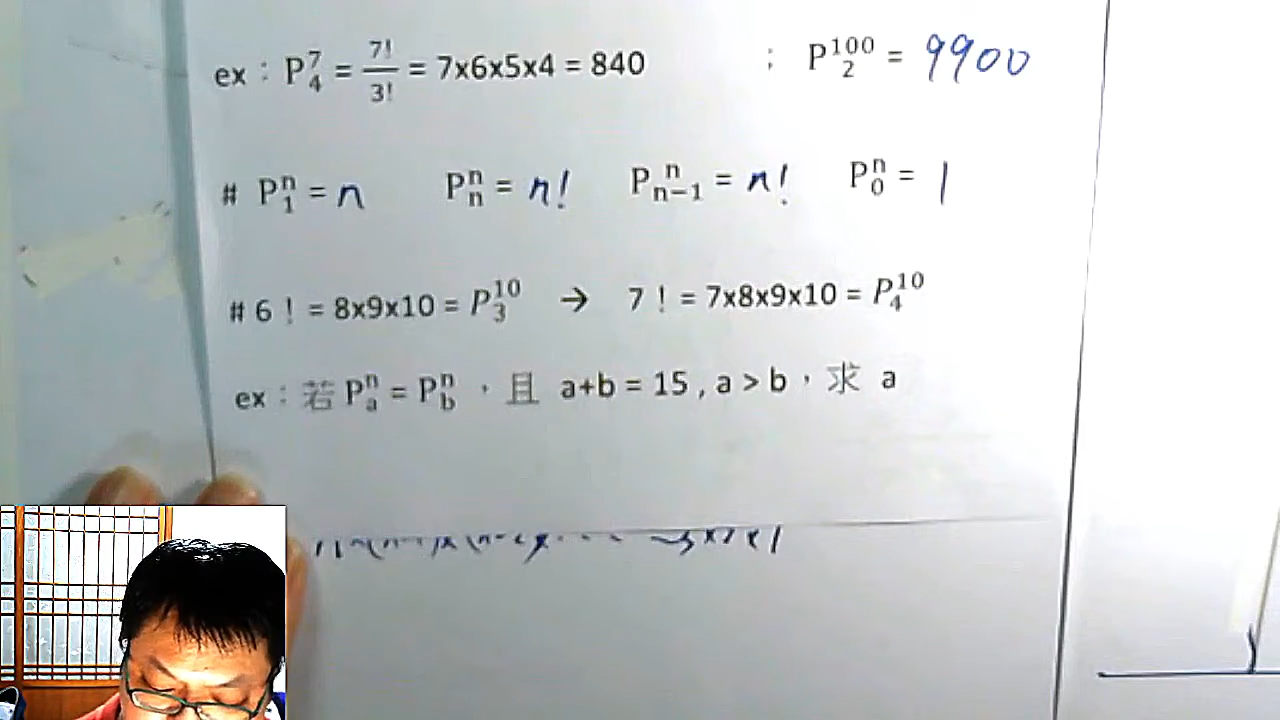 ex：P⁷₄ = 7!/3! = 7x6x5x4 = 840 ； P¹⁰⁰₂ = 9900
# Pⁿ₁ = n Pⁿₙ = n! Pⁿₙ₋₁ = n! Pⁿ₀ = 1
# 6！= 8x9x10 = P¹⁰₃ → 7！= 7x8x9x10 = P¹⁰₄
ex：若 Pⁿₐ = Pⁿ_b ，且 a+b = 15 , a > b，求 a